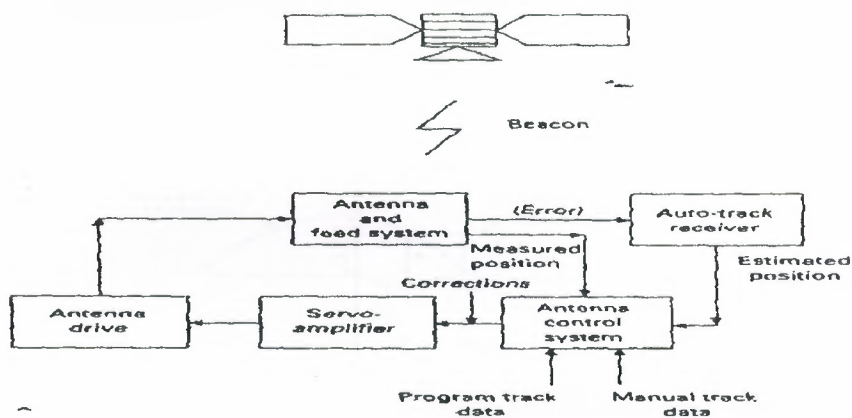 Beacon
Antenna
and
feed system
(Error)
Auto-track
receiver
Measured
position
Estimated
position
Corrections
Antenna
drive
Servo-
amplifier
Antenna
control
system
Program track
data
Manual track
data